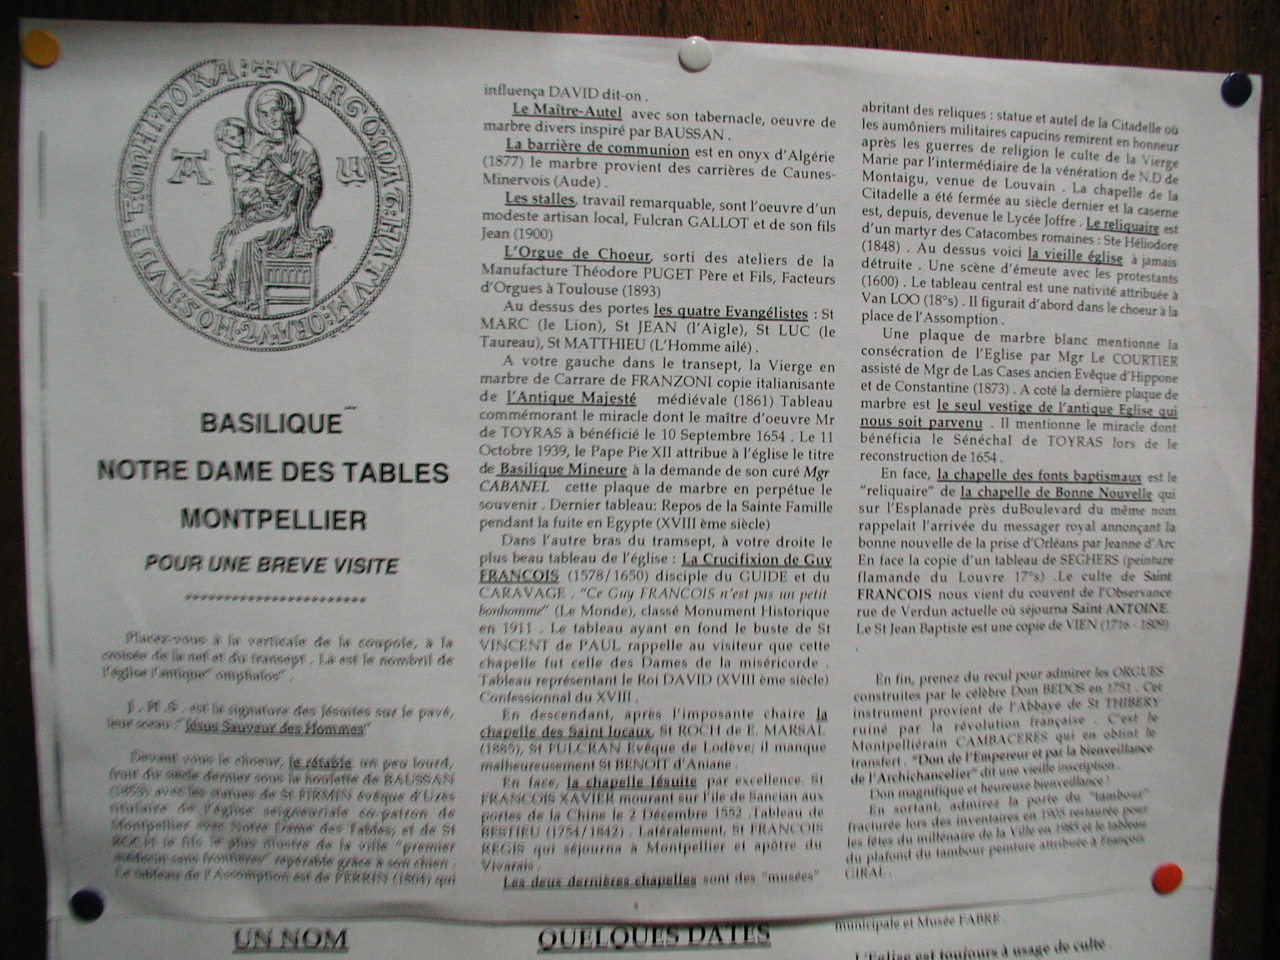 BASILIQUE
NOTRE DAME DES TABLES
MONTPELLIER
POUR UNE BREVE VISITE
***********************
Placez-vous à la verticale de la coupole, à la
croisée de la nef et du transept . Là est le nombril de
l'église l'antique" omphalos" .
J . H .S . est la signature des Jésuites sur le pavé,
leur sceau " Jésus Sauveur des Hommes"
Devant vous le choeur, le rétable un peu lourd,
fruit du siècle dernier sous la houlette de BAUSSAN
(1853) avec les statues de St FIRMIN évêque d'Uzès
titulaire de l'église seigneuriale co-patron de
Montpellier avec Notre Dame des Tables; et de St
ROCH le fils le plus illustre de la ville "premier
médecin sans frontières" repérable grâce à son chien .
Le tableau de l'Assomption est de PERRIN (1804) qui
influença DAVID dit-on .
Le Maître-Autel avec son tabernacle, oeuvre de
marbre divers inspiré par BAUSSAN .
La barrière de communion est en onyx d'Algérie
(1877) le marbre provient des carrières de Caunes-
Minervois (Aude) .
Les stalles, travail remarquable, sont l'oeuvre d'un
modeste artisan local, Fulcran GALLOT et de son fils
Jean (1900)
L'Orgue de Choeur, sorti des ateliers de la
Manufacture Théodore PUGET Père et Fils, Facteurs
d'Orgues à Toulouse (1893)
Au dessus des portes les quatre Evangélistes : St
MARC (le Lion), St JEAN (l'Aigle), St LUC (le
Taureau), St MATTHIEU (L'Homme ailé) .
A votre gauche dans le transept, la Vierge en
marbre de Carrare de FRANZONI copie italianisante
de l'Antique Majesté médiévale (1861) Tableau
commémorant le miracle dont le maître d'oeuvre Mr
de TOYRAS à bénéficié le 10 Septembre 1654 . Le 11
Octobre 1939, le Pape Pie XII attribue à l'église le titre
de Basilique Mineure à la demande de son curé Mgr
CABANEL cette plaque de marbre en perpétue le
souvenir . Dernier tableau: Repos de la Sainte Famille
pendant la fuite en Egypte (XVIII ème siècle)
Dans l'autre bras du tramsept, à votre droite le
plus beau tableau de l'église : La Crucifixion de Guy
FRANCOIS (1578/1650) disciple du GUIDE et du
CARAVAGE . "Ce Guy FRANCOIS n'est pas un petit
bonhomme" (Le Monde), classé Monument Historique
en 1911 . Le tableau ayant en fond le buste de St
VINCENT de PAUL rappelle au visiteur que cette
chapelle fut celle des Dames de la miséricorde .
Tableau représentant le Roi DAVID (XVIII ème siècle)
Confessionnal du XVIII .
En descendant, après l'imposante chaire la
chapelle des Saint locaux, St ROCH de E. MARSAL
(1885), St FULCRAN Evêque de Lodève; il manque
malheureusement St BENOIT d'Aniane .
En face, la chapelle Jésuite par excellence. St
FRANCOIS XAVIER mourant sur l'île de Sancian aux
portes de la Chine le 2 Décembre 1552 .Tableau de
BESTIEU (1754/1842) . Latéralement, St FRANCOIS
REGIS qui séjourna à Montpellier et apôtre du
Vivarais .
Les deux dernières chapelles sont des "musées"
abritant des reliques : statue et autel de la Citadelle où
les aumôniers militaires capucins remirent en honneur
après les guerres de religion le culte de la Vierge
Marie par l'intermédiaire de la vénération de N.D de
Montaigu, venue de Louvain . La chapelle de la
Citadelle a été fermée au siècle dernier et la caserne
est, depuis, devenue le Lycée Joffre . Le reliquaire est
d'un martyr des Catacombes romaines : Ste Héliodore
(1848) . Au dessus voici la vieille église à jamais
détruite . Une scène d'émeute avec les protestants
(1600) . Le tableau central est une nativité attribuée à
Van LOO (18°s) . Il figurait d'abord dans le choeur à la
place de l'Assomption .
Une plaque de marbre blanc mentionne la
consécration de l'Eglise par Mgr Le COURTIER
assisté de Mgr de Las Cases ancien Evêque d'Hippone
et de Constantine (1873) . A coté la dernière plaque de
marbre est le seul vestige de l'antique Eglise qui
nous soit parvenu . Il mentionne le miracle dont
bénéficia le Sénéchal de TOYRAS lors de le
reconstruction de 1654 .
En face, la chapelle des fonts baptismaux est le
"reliquaire" de la chapelle de Bonne Nouvelle qui
sur l'Esplanade près duBoulevard du même nom
rappelait l'arrivée du messager royal annonçant la
bonne nouvelle de la prise d'Orléans par Jeanne d'Arc
En face la copie d'un tableau de SEGHERS (peinture
flamande du Louvre 17°s) .Le culte de Saint
FRANCOIS nous vient du couvent de l'Observance
rue de Verdun actuelle où séjourna Saint ANTOINE.
Le St Jean Baptiste est une copie de VIEN (1716 - 1809)
.
En fin, prenez du recul pour admirer les ORGUES
construites par le célèbre Dom BEDOS en 1751 . Cet
instrument provient de l'Abbaye de St THIBERY
ruiné par la révolution française . C'est le
Montpelliérain CAMBACERES qui en obtint le
transfert . "Don de l'Empereur et par la bienveillance
de l'Archichancelier" dit une vieille inscription .
Don magnifique et heureuse bienveillance !
En sortant, admirez la porte du "tambour"
fracturée lors des inventaires en 1905 restaurée pour
les fêtes du millénaire de la Ville en 1985 et le tableau
du plafond du tambour peinture attribuée à François
GIRAL .
UN NOM
QUELQUES DATES
municipale et Musée FABRE .
L'Eglise est toujours à usage de culte .